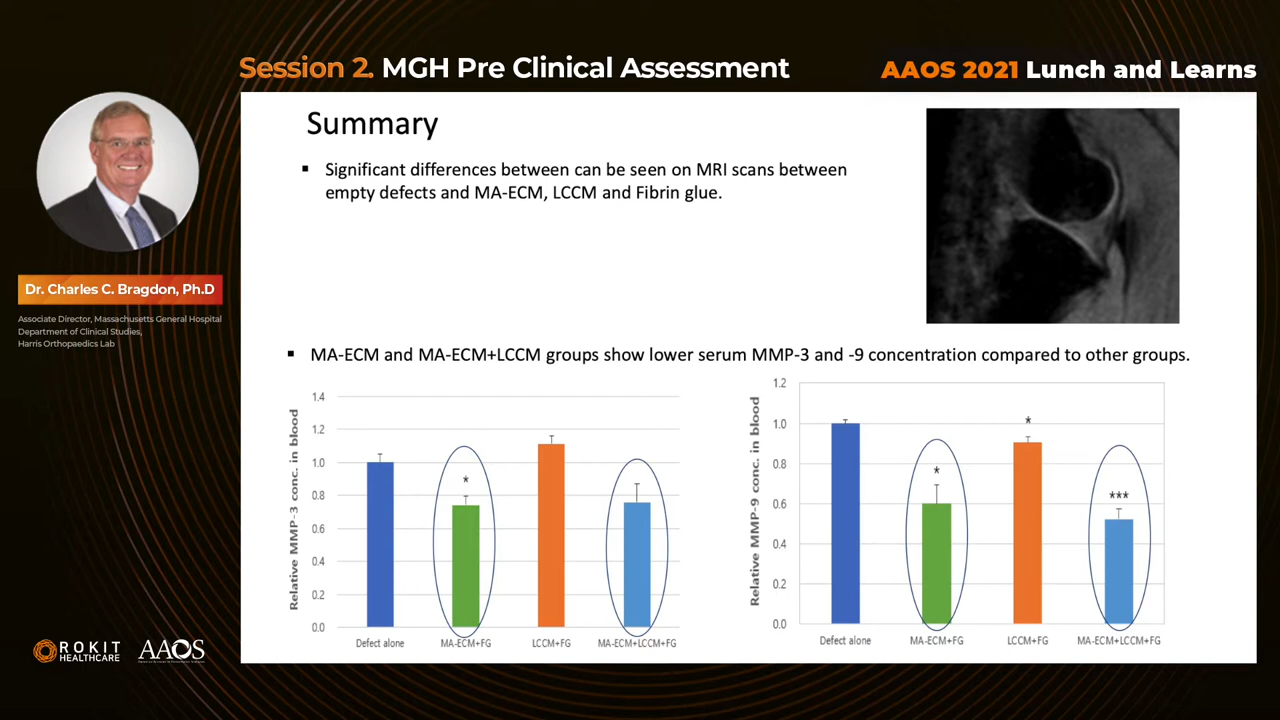 Session 2. MGH Pre Clinical Assessment
AAOS 2021 Lunch and Learns
Dr. Charles C. Bragdon, Ph.D
Associate Director, Massachusetts General Hospital
Department of Clinical Studies,
Harris Orthopaedics Lab
Summary
▪ Significant differences between can be seen on MRI scans between
empty defects and MA-ECM, LCCM and Fibrin glue.
▪ MA-ECM and MA-ECM+LCCM groups show lower serum MMP-3 and -9 concentration compared to other groups.
Relative MMP-3 conc. in blood
1.4
1.2
1.0
0.8
0.6
0.4
0.2
0.0
*
Defect alone
MA-ECM+FG
LCCM+FG
MA-ECM+LCCM+FG
Relative MMP-9 conc. in blood
1.2
1.0
0.8
0.6
0.4
0.2
0.0
*
*
***
Defect alone
MA-ECM+FG
LCCM+FG
MA-ECM+LCCM+FG
ROKIT
HEALTHCARE
AAOS